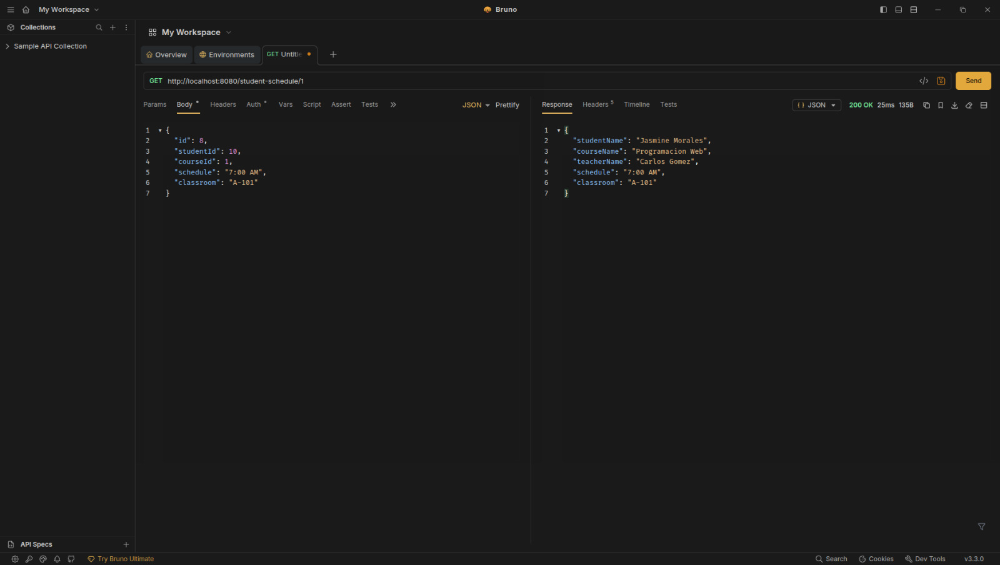 My Workspace
Bruno
Collections
Sample API Collection
My Workspace
Overview
Environments
GET Untitle
GET http://localhost:8080/student-schedule/1
Send
Params Body Headers Auth Vars Script Assert Tests JSON Prettify
1 {
2 "id": 8,
3 "studentId": 10,
4 "courseId": 1,
5 "schedule": "7:00 AM",
6 "classroom": "A-101"
7 }
Response Headers 5 Timeline Tests { } JSON 200 OK 25ms 135B
1 {
2 "studentName": "Jasmine Morales",
3 "courseName": "Programacion Web",
4 "teacherName": "Carlos Gomez",
5 "schedule": "7:00 AM",
6 "classroom": "A-101"
7 }
API Specs
Try Bruno Ultimate
Search Cookies Dev Tools v3.3.0